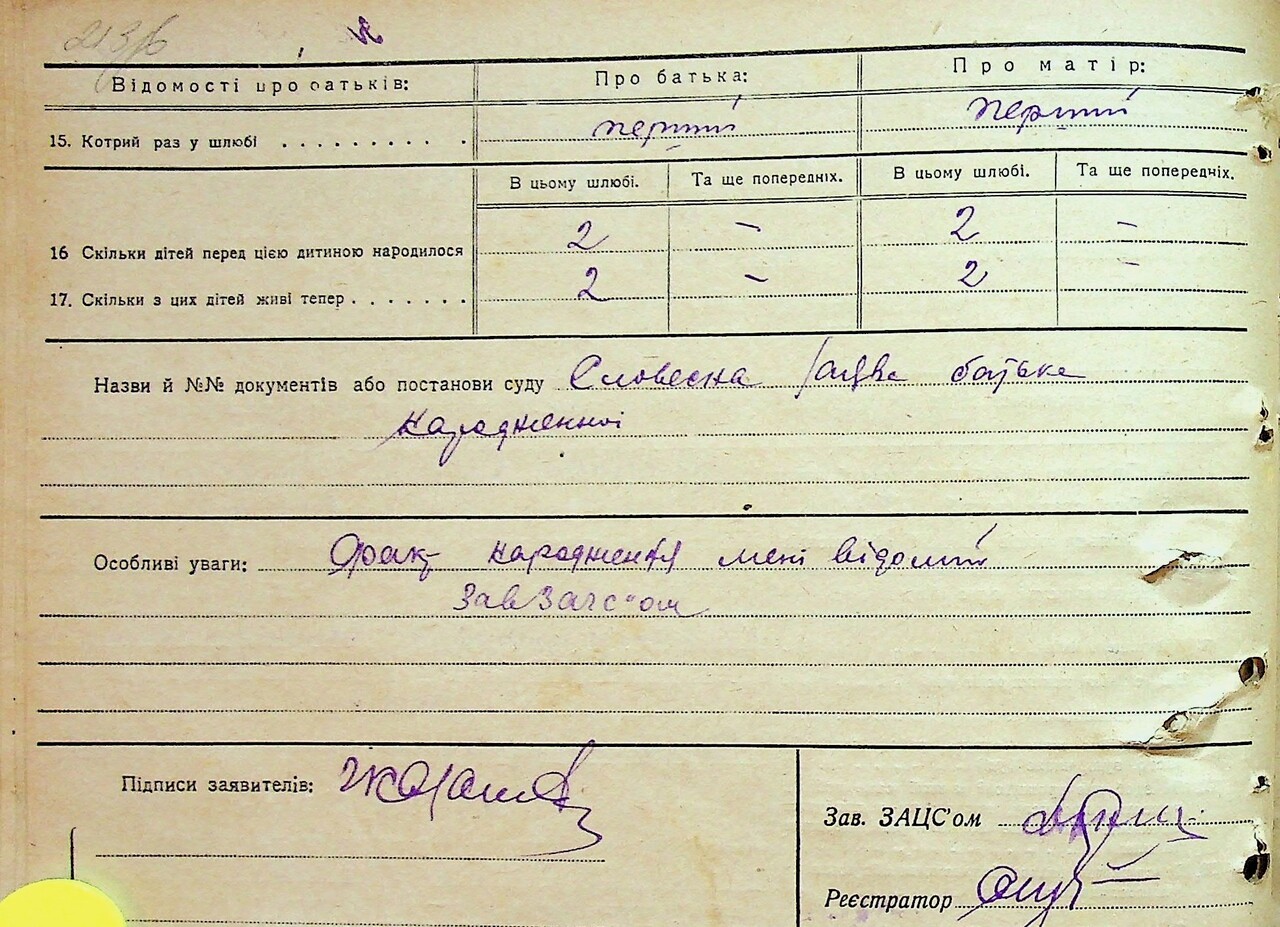 213/6
Відомості про батьків: Про батька: Про матір:
15. Котрий раз у шлюбі . . . . . . . . . . перший перший
В цьому шлюбі. Та ще попередніх. В цьому шлюбі. Та ще попередніх.
16 Скільки дітей перед цією дитиною народилося 2 – 2 –
17. Скільки з цих дітей живі тепер . . . . . . . 2 – 2 –
Назви й №№ документів або постанови суду Словесна заява батька
народженної
Особливі уваги: Факт народження мені відомий
ЗавЗагс'ом
Підписи заявителів:
Зав. ЗАЦС'ом
Реєстратор